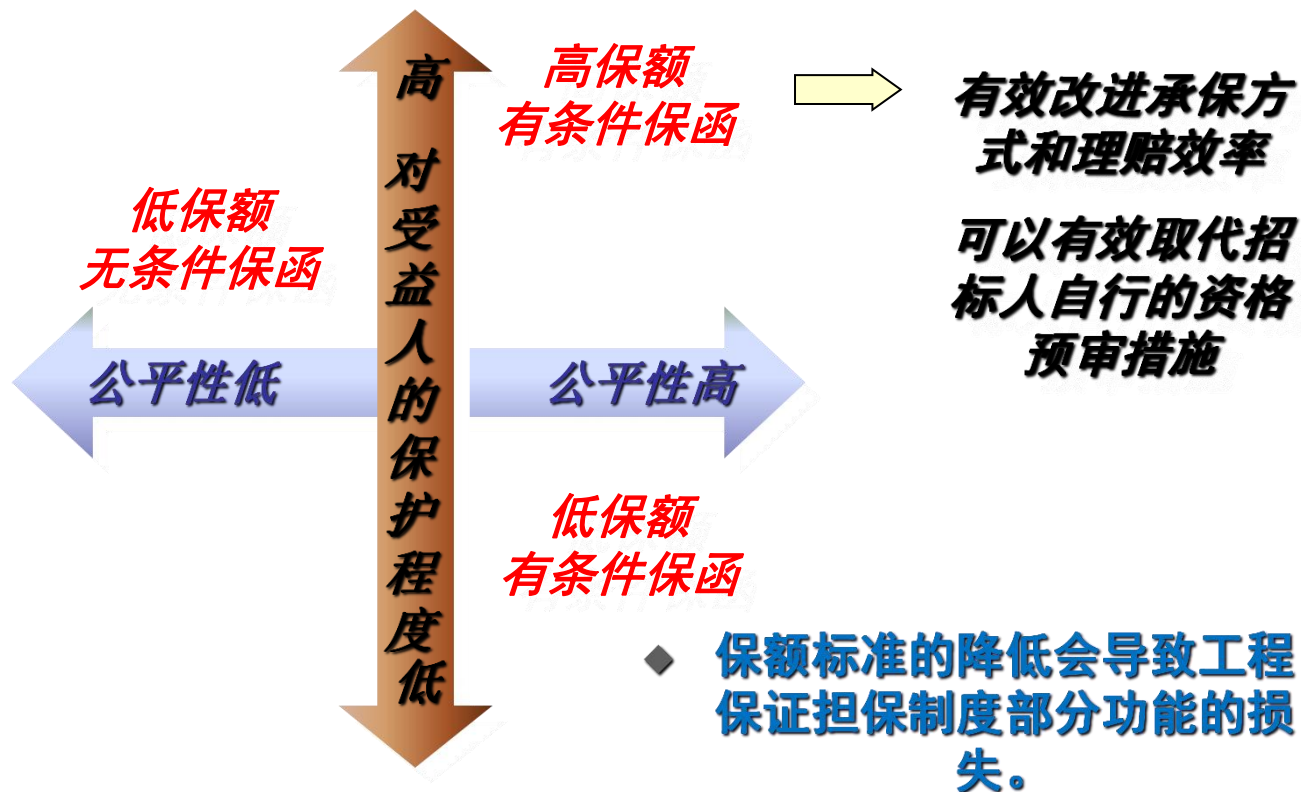 高保额
有条件保函
有效改进承保方
式和理赔效率
低保额
无条件保函
可以有效取代招
标人自行的资格
预审措施
高 对受益人的保护程度 低
公平性低
公平性高
低保额
有条件保函
保额标准的降低会导致工程
保证担保制度部分功能的损
失。